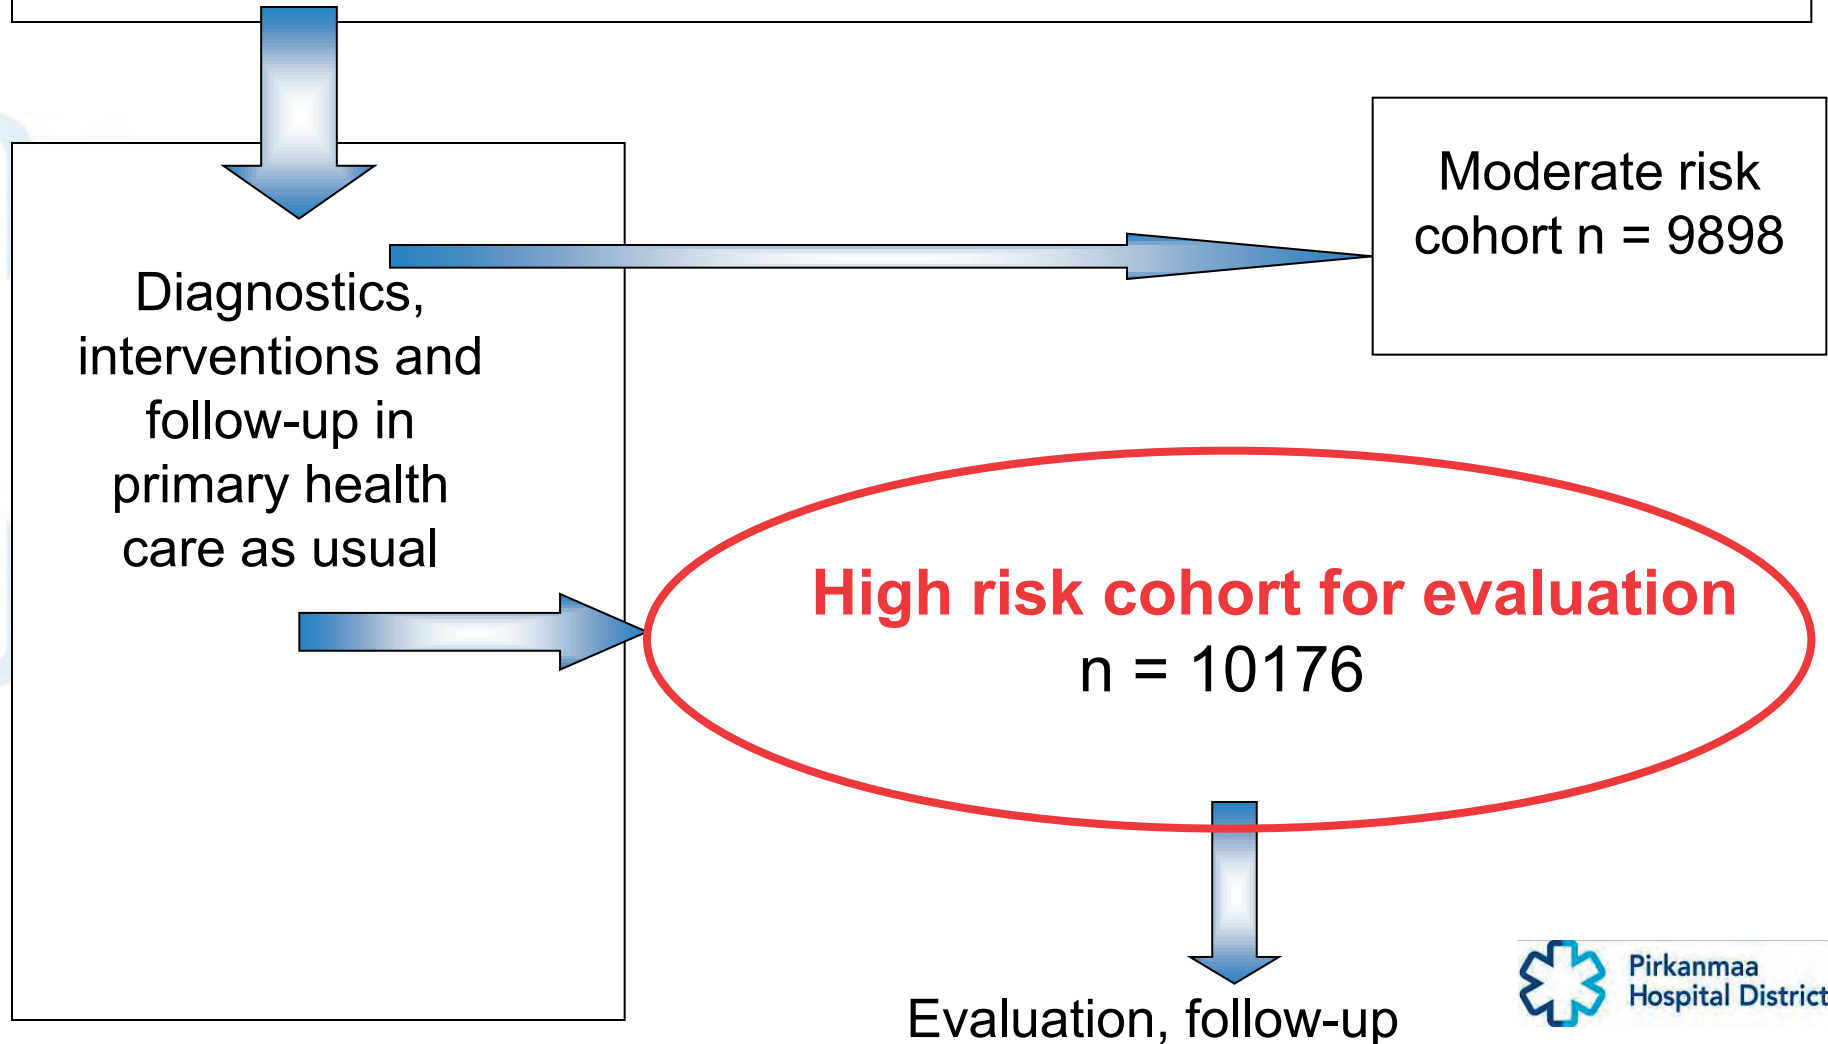 Moderate risk
cohort n = 9898
Diagnostics,
interventions and
follow-up in
primary health
care as usual
High risk cohort for evaluation
n = 10176
Evaluation, follow-up
Pirkanmaa
Hospital District